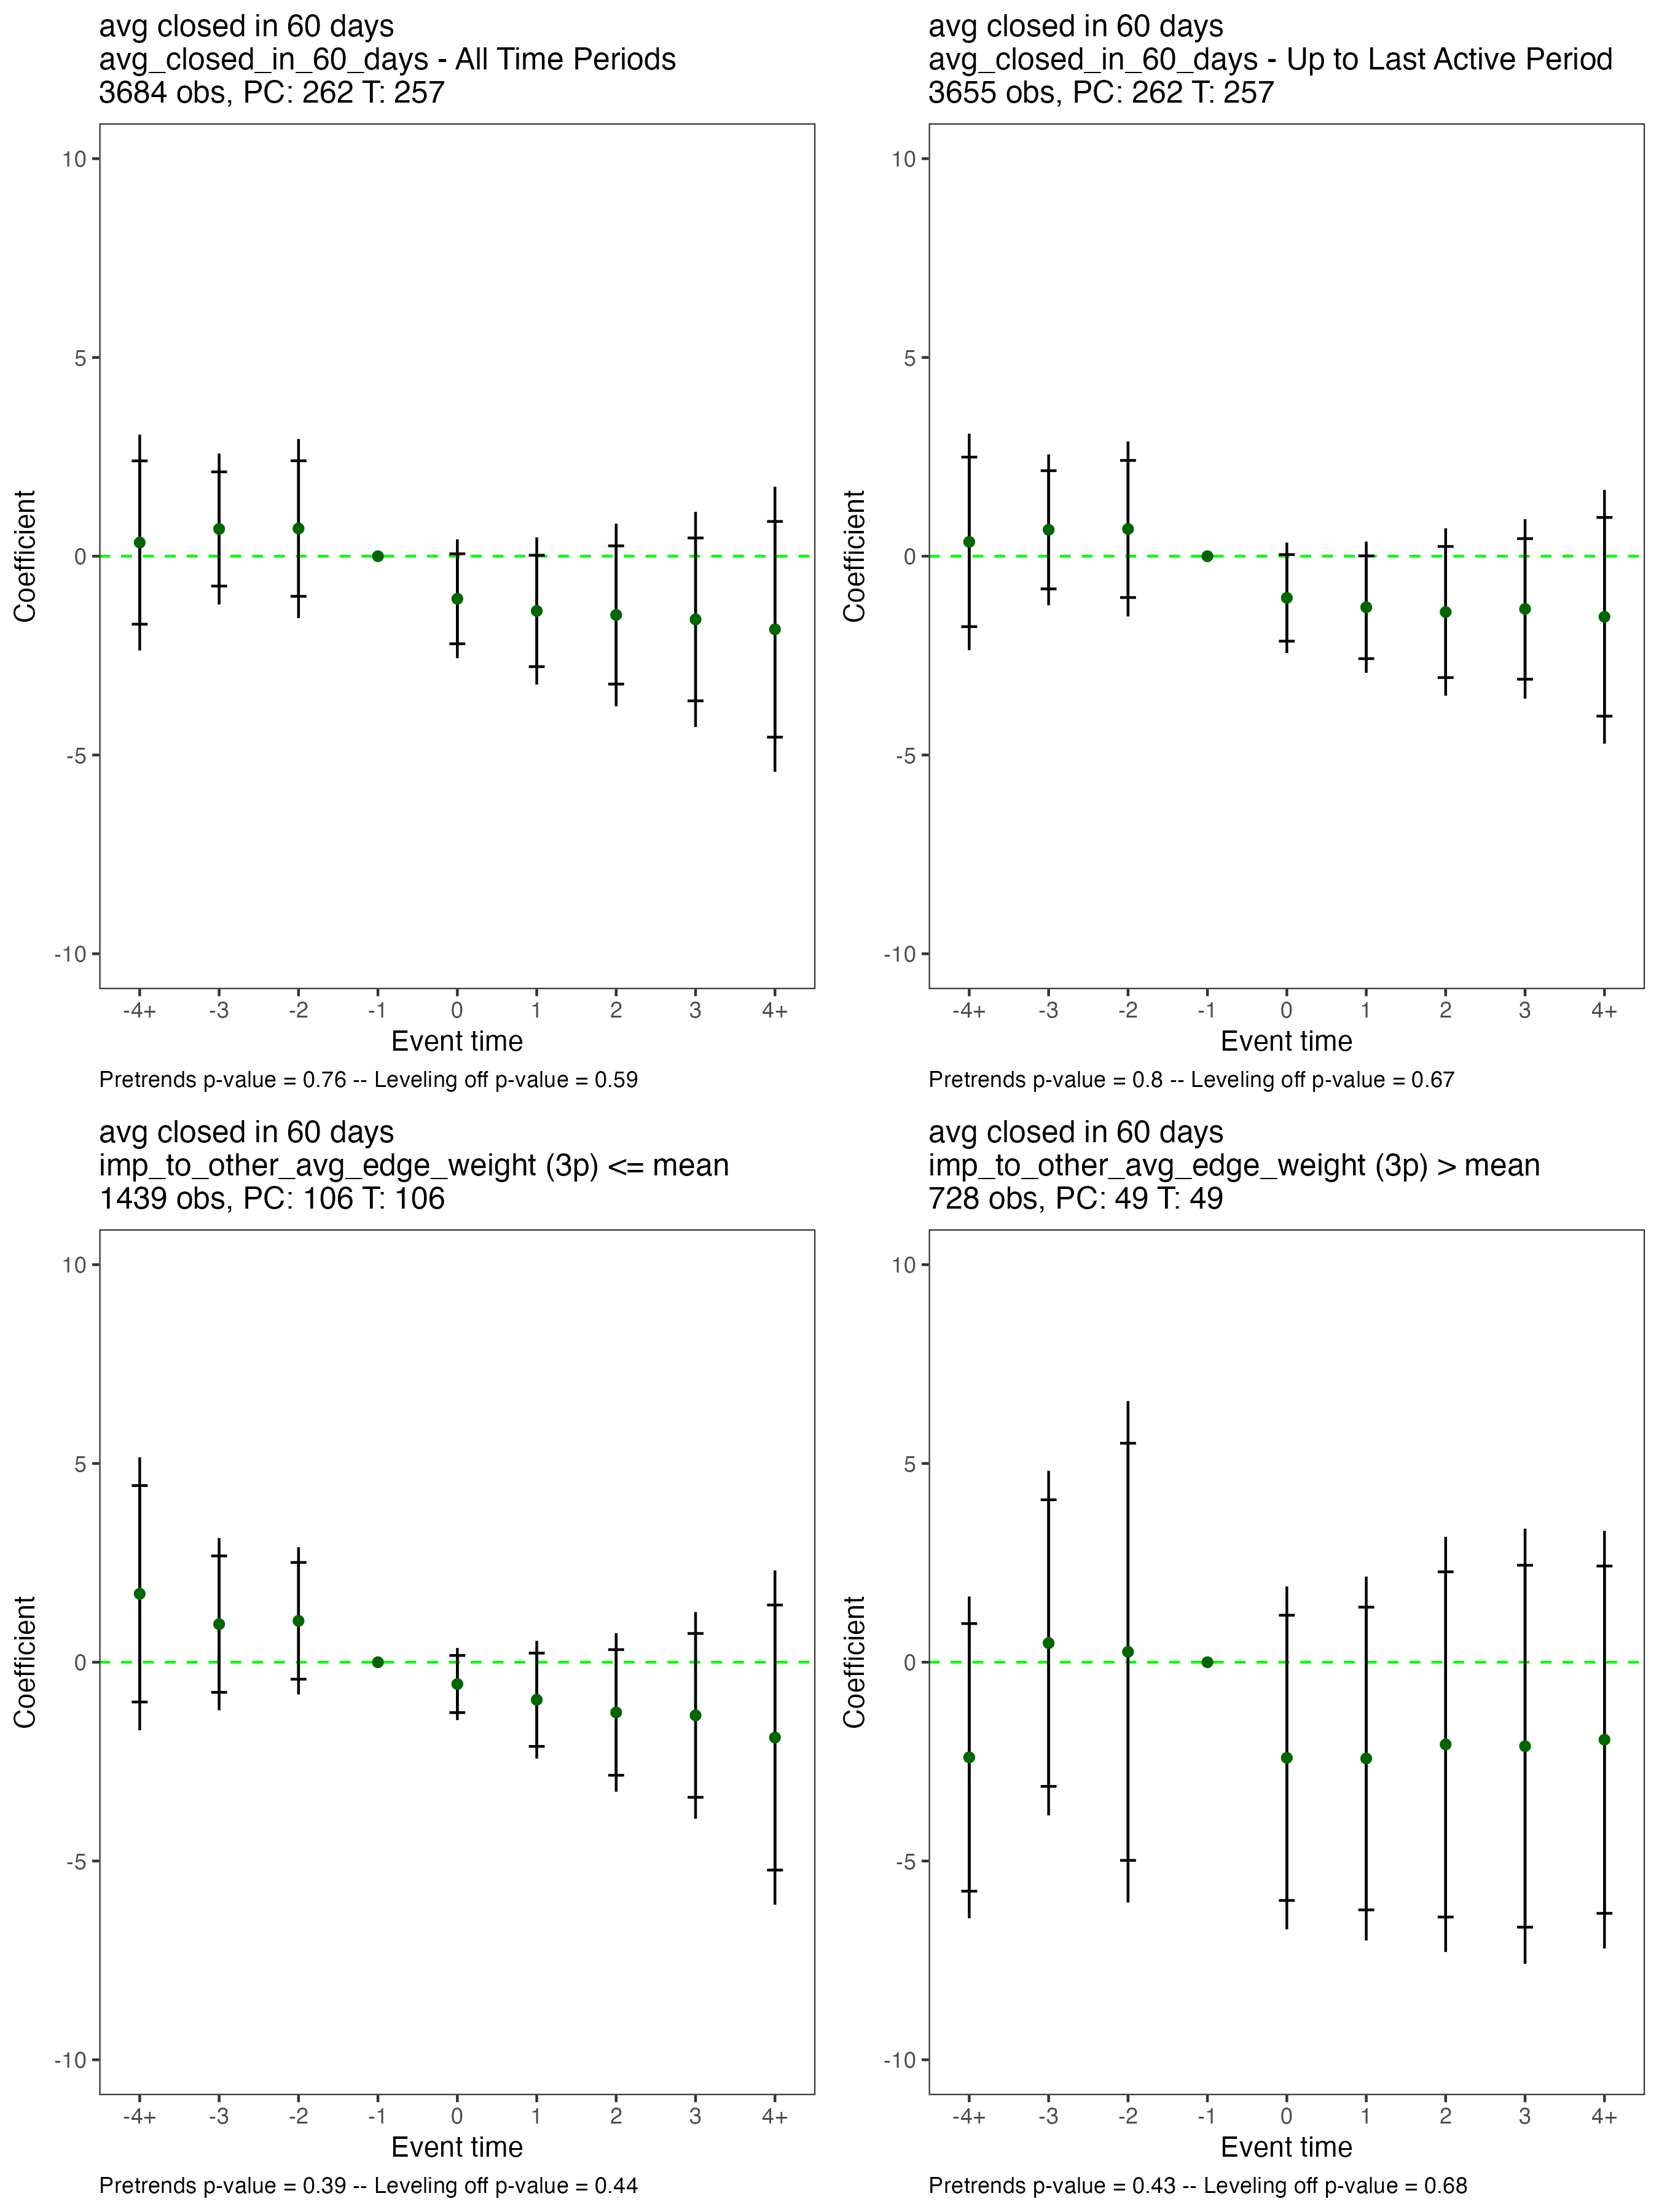 avg closed in 60 days
avg_closed_in_60_days - All Time Periods
3684 obs, PC: 262 T: 257
10
5
0
-5
-10
Coefficient
-4+ -3 -2 -1 0 1 2 3 4+
Event time
Pretrends p-value = 0.76 -- Leveling off p-value = 0.59
avg closed in 60 days
avg_closed_in_60_days - Up to Last Active Period
3655 obs, PC: 262 T: 257
10
5
0
-5
-10
Coefficient
-4+ -3 -2 -1 0 1 2 3 4+
Event time
Pretrends p-value = 0.8 -- Leveling off p-value = 0.67
avg closed in 60 days
imp_to_other_avg_edge_weight (3p) <= mean
1439 obs, PC: 106 T: 106
10
5
0
-5
-10
Coefficient
-4+ -3 -2 -1 0 1 2 3 4+
Event time
Pretrends p-value = 0.39 -- Leveling off p-value = 0.44
avg closed in 60 days
imp_to_other_avg_edge_weight (3p) > mean
728 obs, PC: 49 T: 49
10
5
0
-5
-10
Coefficient
-4+ -3 -2 -1 0 1 2 3 4+
Event time
Pretrends p-value = 0.43 -- Leveling off p-value = 0.68